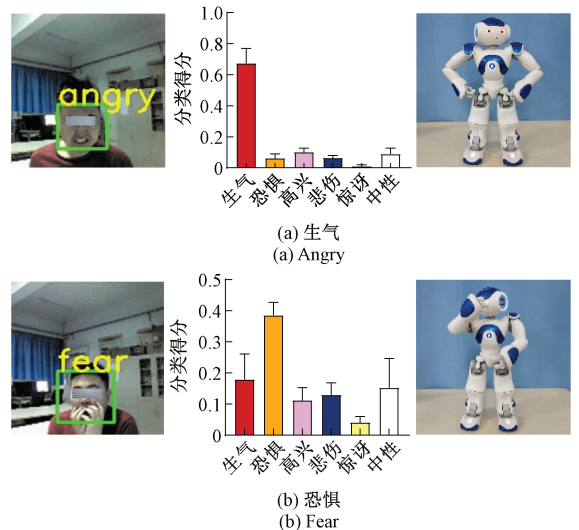 angry
分类得分
1.0
0.8
0.6
0.4
0.2
0
生气
恐惧
高兴
悲伤
惊讶
中性
(a) 生气
(a) Angry
fear
分类得分
0.5
0.4
0.3
0.2
0.1
0
生气
恐惧
高兴
悲伤
惊讶
中性
(b) 恐惧
(b) Fear